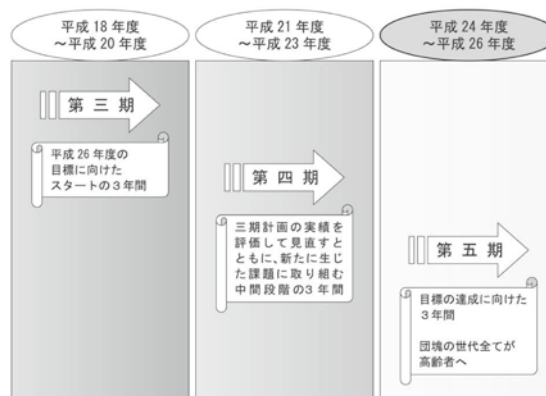 平成 18 年度
～平成 20 年度
平成 21 年度
～平成 23 年度
平成 24 年度
～平成 26 年度
第 三 期
平成 26 年度の
目標に向けた
スタートの３年間
第 四 期
三期計画の実績を
評価して見直すと
ともに、新たに生じ
た課題に取り組む
中間段階の３年間
第 五 期
目標の達成に向けた
３年間
団塊の世代全てが
高齢者へ